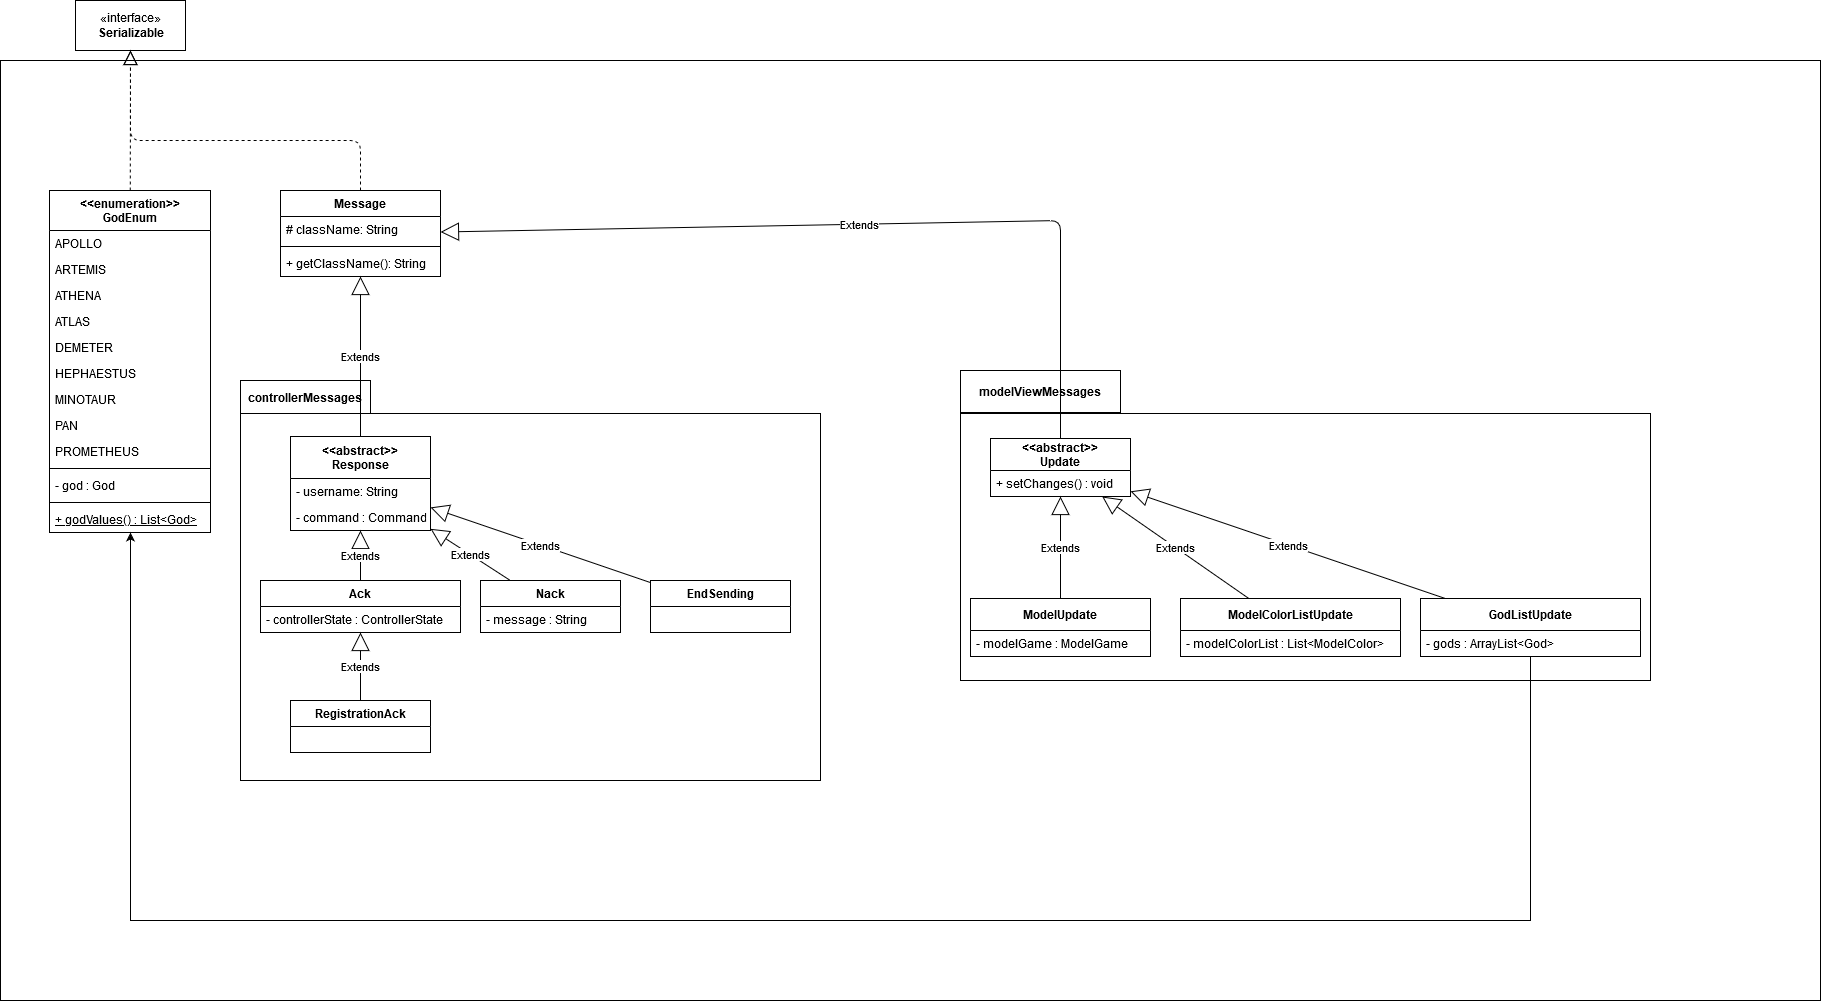 «interface»
Serializable
<<enumeration>>
GodEnum
APOLLO
ARTEMIS
ATHENA
ATLAS
DEMETER
HEPHAESTUS
MINOTAUR
PAN
PROMETHEUS
- god : God
+ godValues() : List<God>
Message
# className: String
+ getClassName(): String
Extends
Extends
controllerMessages
<<abstract>>
Response
- username: String
- command : Command
Extends
Extends
Extends
Ack
- controllerState : ControllerState
Nack
- message : String
EndSending
Extends
RegistrationAck
modelViewMessages
<<abstract>>
Update
+ setChanges() : void
Extends
Extends
Extends
ModelUpdate
- modelGame : ModelGame
ModelColorListUpdate
- modelColorList : List<ModelColor>
GodListUpdate
- gods : ArrayList<God>